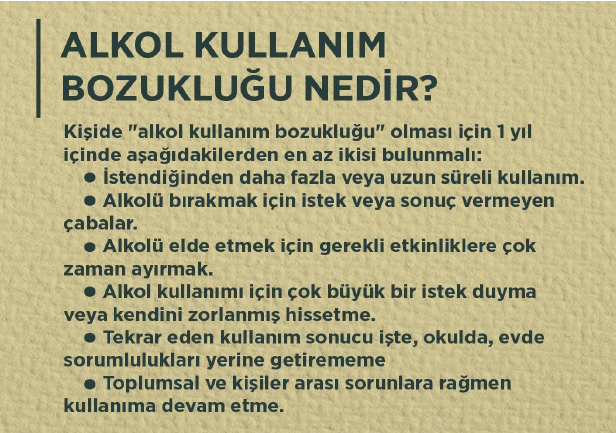 ALKOL KULLANIM
BOZUKLUĞU NEDİR?
Kişide "alkol kullanım bozukluğu" olması için 1 yıl
içinde aşağıdakilerden en az ikisi bulunmalı:
● İstendiğinden daha fazla veya uzun süreli kullanım.
● Alkolü bırakmak için istek veya sonuç vermeyen
çabalar.
● Alkolü elde etmek için gerekli etkinliklere çok
zaman ayırmak.
● Alkol kullanımı için çok büyük bir istek duyma
veya kendini zorlanmış hissetme.
● Tekrar eden kullanım sonucu işte, okulda, evde
sorumlulukları yerine getirememe
● Toplumsal ve kişiler arası sorunlara rağmen
kullanıma devam etme.